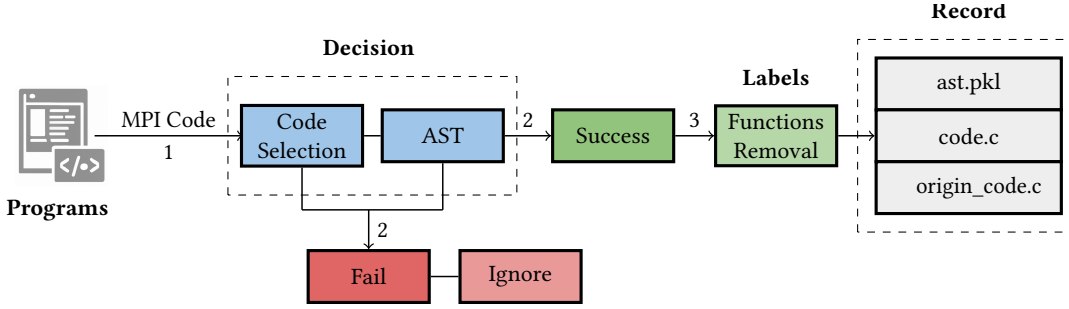 Record
Decision
Labels
ast.pkl
MPI Code
1
Code
Selection
AST
2
Success
3
Functions
Removal
code.c
origin_code.c
Programs
2
Fail
Ignore